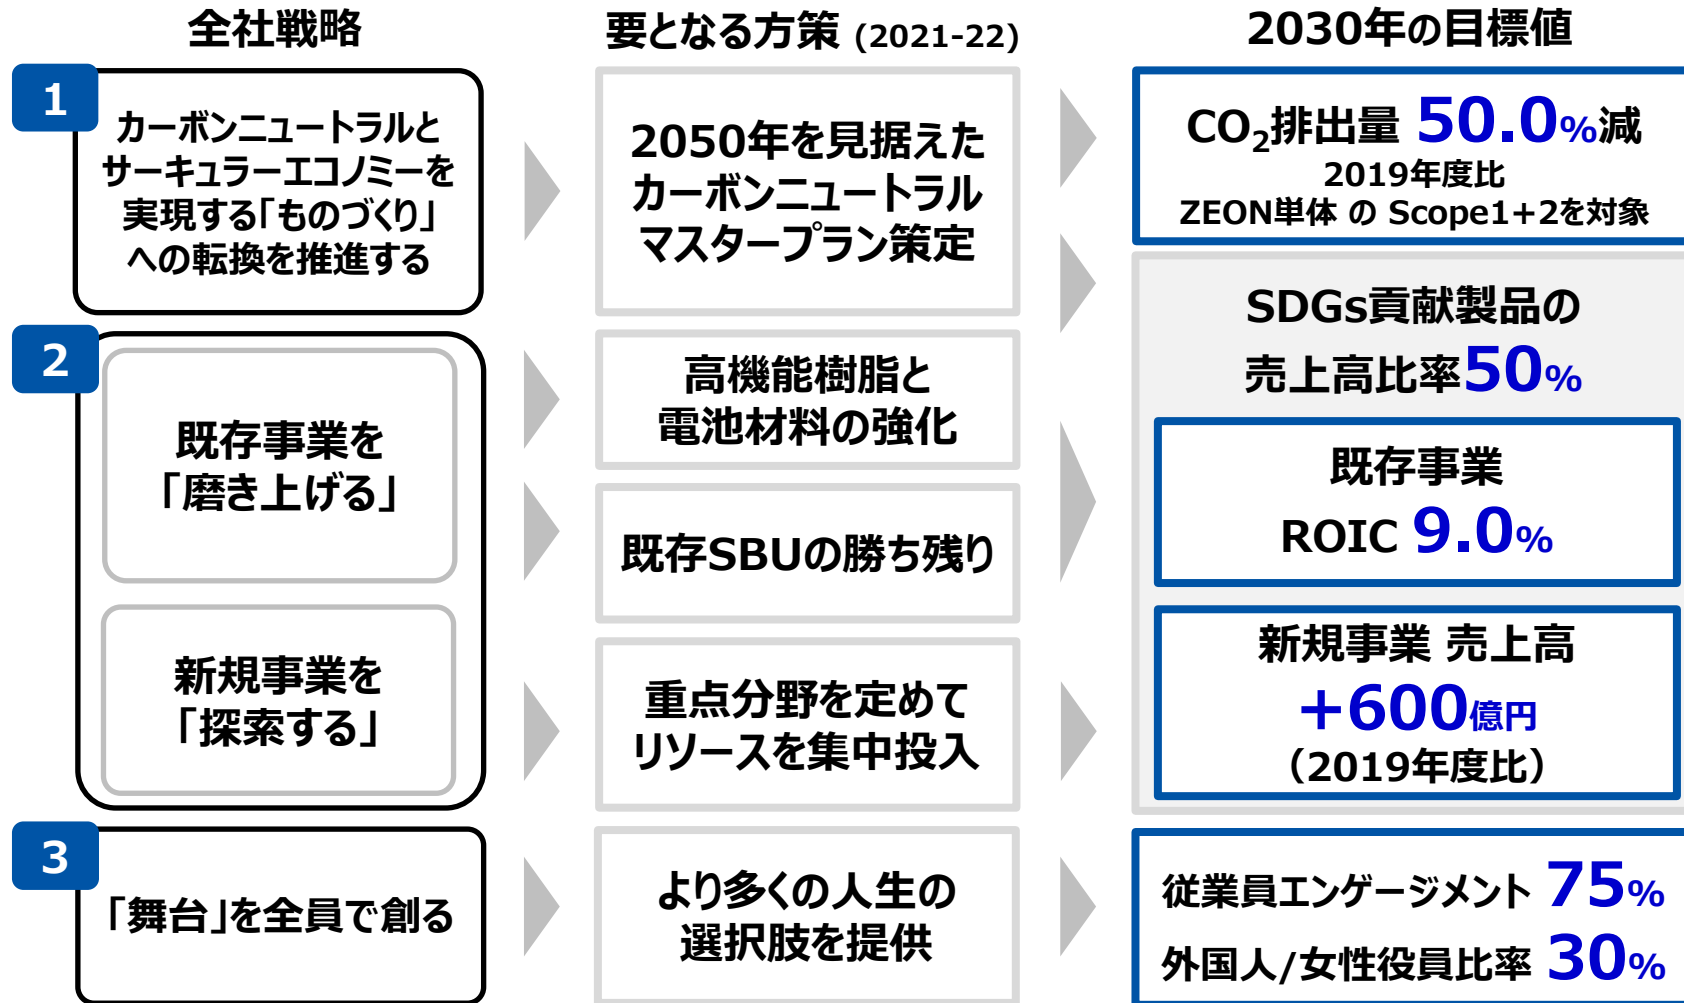 全社戦略
要となる方策 (2021-22)
2030年の目標値
1
カーボンニュートラルと
サーキュラーエコノミーを
実現する「ものづくり」
への転換を推進する
2050年を見据えた
カーボンニュートラル
マスタープラン策定
CO₂排出量 50.0%減
2019年度比
ZEON単体 の Scope1+2を対象
2
既存事業を
「磨き上げる」
新規事業を
「探索する」
高機能樹脂と
電池材料の強化
既存SBUの勝ち残り
重点分野を定めて
リソースを集中投入
SDGs貢献製品の
売上高比率50%
既存事業
ROIC 9.0%
新規事業 売上高
+600億円
（2019年度比）
3
「舞台」を全員で創る
より多くの人生の
選択肢を提供
従業員エンゲージメント 75%
外国人/女性役員比率 30%